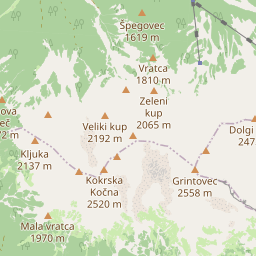 Špegovec
1619 m
Vratca
1810 m
Zeleni
kup
2065 m
Veliki kup
2192 m
Dolgi
Kljuka
2137 m
Kokrska
Kočna
2520 m
Grintovec
2558 m
Mala vratca
1970 m